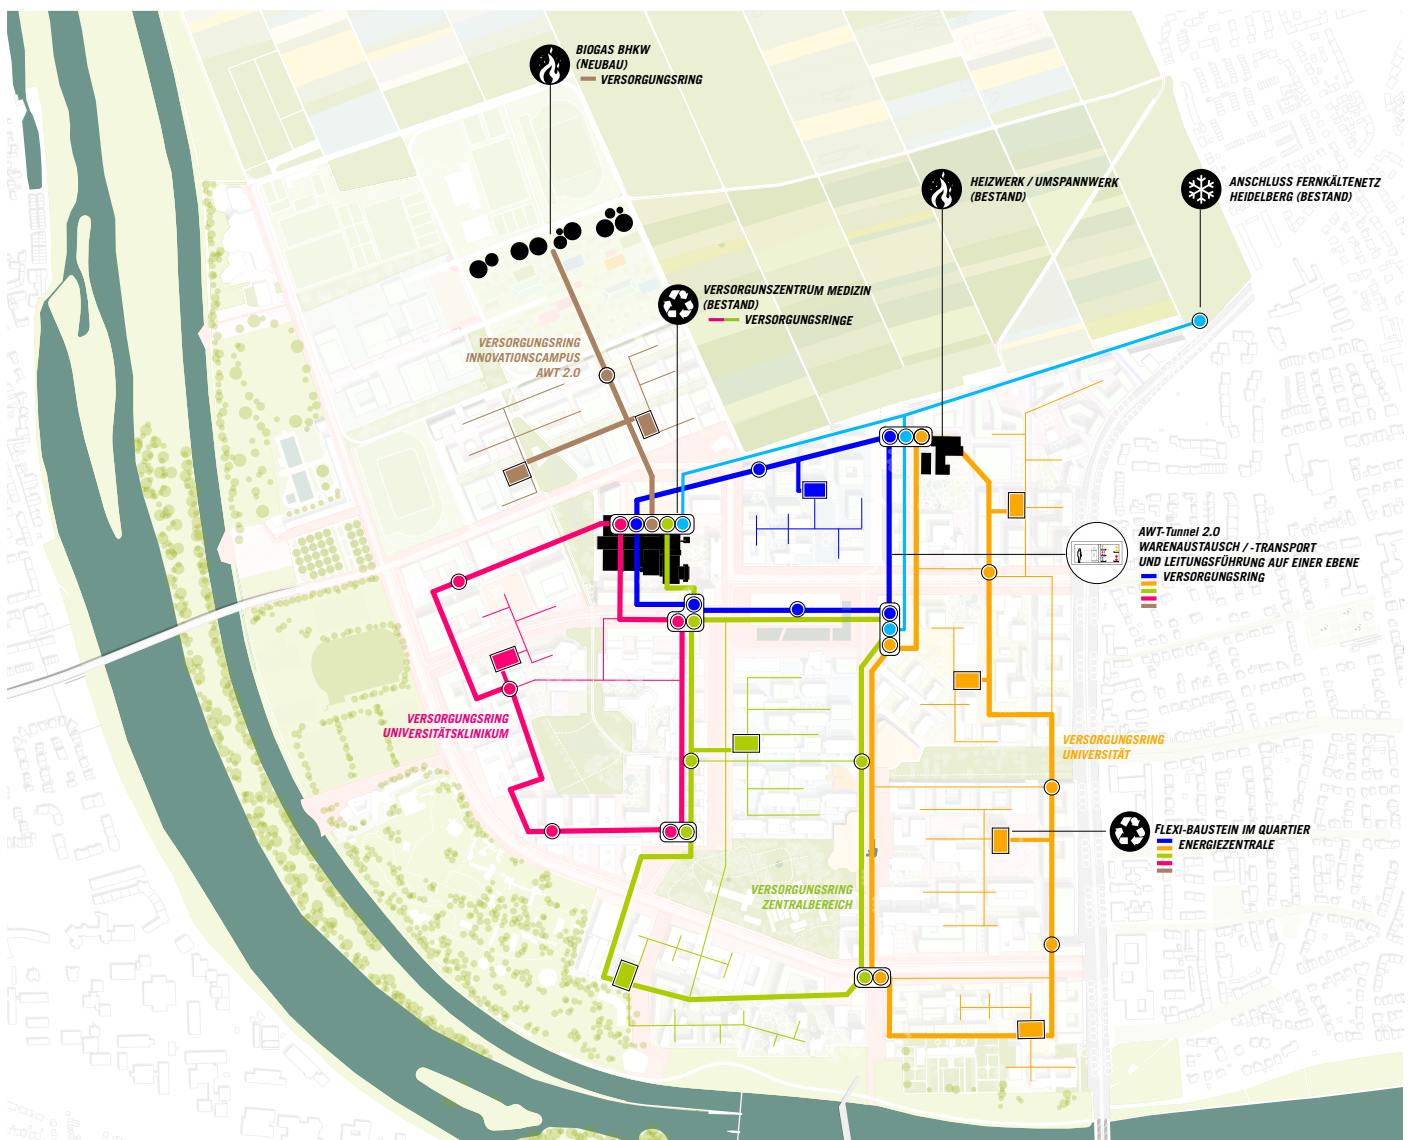 BIOGAS BHKW
(NEUBAU)
VERSORGUNGSRING
HEIZWERK / UMSPANNWERK
(BESTAND)
ANSCHLUSS FERNKÄLTENETZ
HEIDELBERG (BESTAND)
VERSORGUNSZENTRUM MEDIZIN
(BESTAND)
VERSORGUNGSRINGE
VERSORGUNGSRING
INNOVATIONSCAMPUS
AWT 2.0
AWT-Tunnel 2.0
WARENAUSTAUSCH / -TRANSPORT
UND LEITUNGSFÜHRUNG AUF EINER EBENE
VERSORGUNGSRING
VERSORGUNGSRING
UNIVERSITÄTSKLINIKUM
VERSORGUNGSRING
UNIVERSITÄT
FLEXI-BAUSTEIN IM QUARTIER
ENERGIEZENTRALE
VERSORGUNGSRING
ZENTRALBEREICH